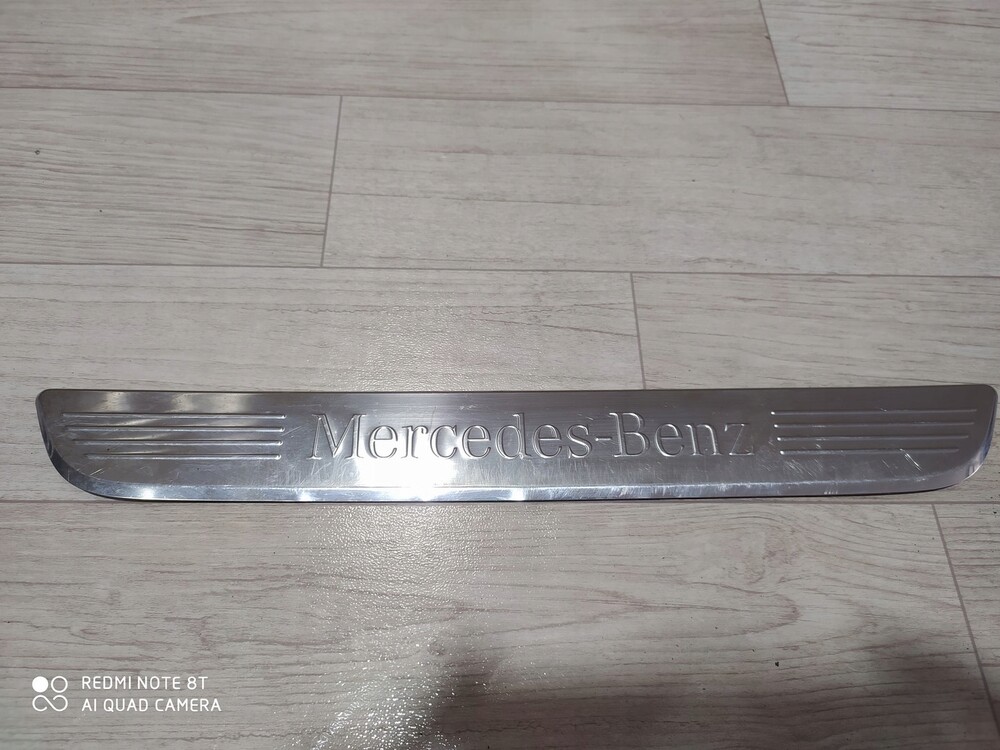 Mercedes-Benz
REDMI NOTE 8T
AI QUAD CAMERA